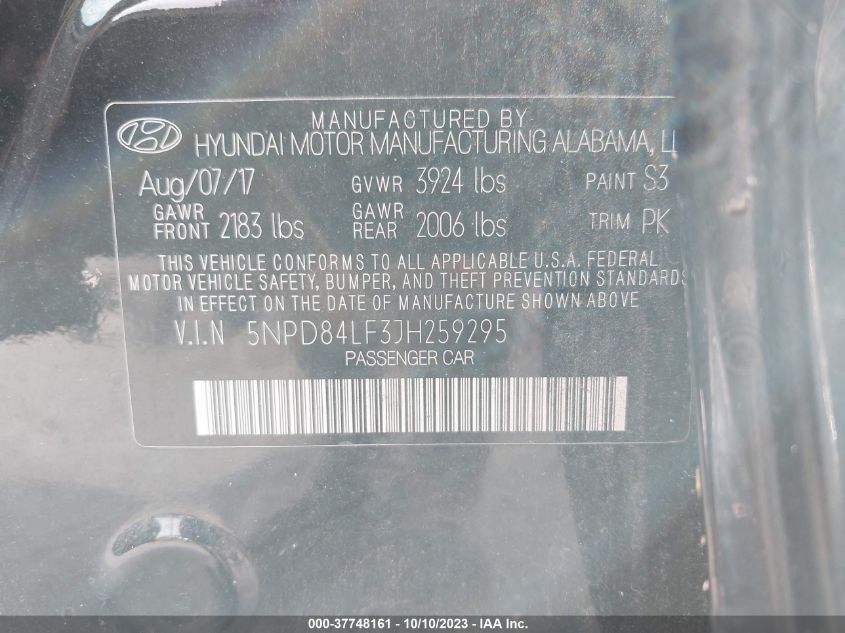 MANUFACTURED BY
HYUNDAI MOTOR MANUFACTURING ALABAMA,
Aug/07/17 GVWR 3924 lbs PAINT S3
GAWR FRONT 2183 lbs GAWR REAR 2006 lbs TRIM PK
THIS VEHICLE CONFORMS TO ALL APPLICABLE U.S.A. FEDERAL
MOTOR VEHICLE SAFETY, BUMPER, AND THEFT PREVENTION STANDARDS
IN EFFECT ON THE DATE OF MANUFACTURE SHOWN ABOVE
V.I.N 5NPD84LF3JH259295
PASSENGER CAR
000-37748161 - 10/10/2023 - IAA Inc.